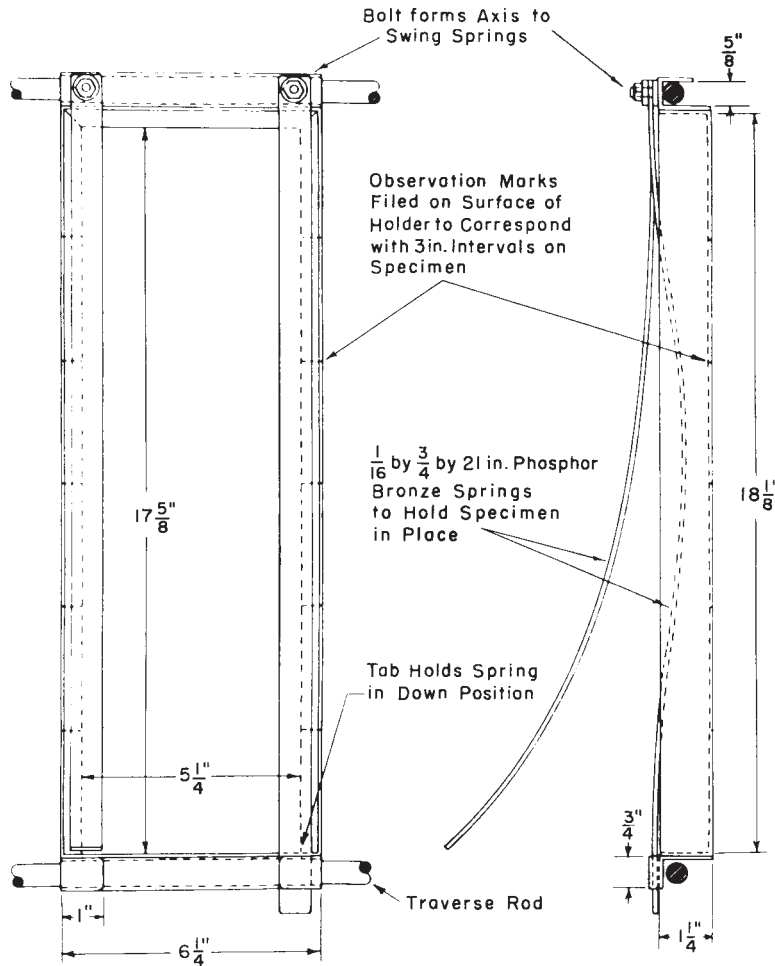 Bolt forms Axis to
Swing Springs
5/8"
Observation Marks
Filed on Surface of
Holder to Correspond
with 3 in. Intervals on
Specimen
1/16 by 3/4 by 21 in. Phosphor
Bronze Springs
to Hold Specimen
in Place
17 5/8"
18 1/8"
Tab Holds Spring
in Down Position
5 1/4"
3/4"
Traverse Rod
1"
6 1/4"
1 1/4"